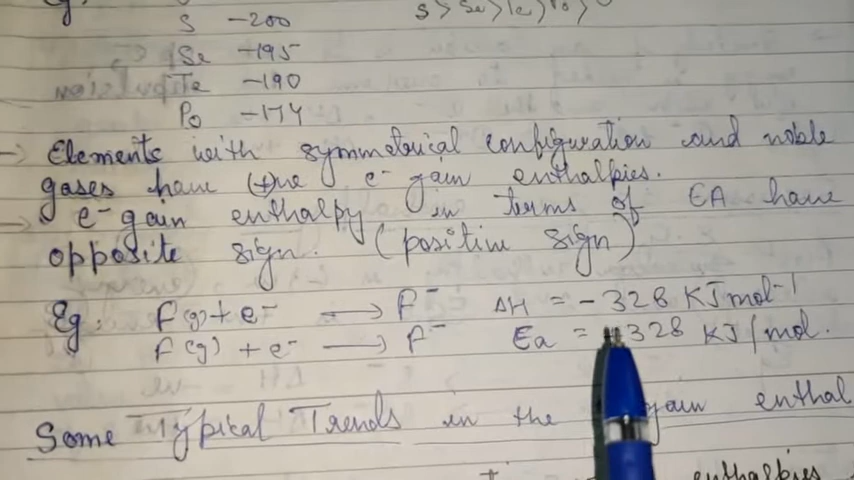 S -200
S > Se > Te > Po >
Se -195
Te -190
Po -174
→ Elements with symmetrical configuration and noble
gases have (+)ve e⁻ gain enthalpies.
→ e⁻ gain enthalpy in terms of EA have
opposite sign. (positive sign)
Eg: F(g) + e⁻ → F⁻ ΔH = -328 KJ mol⁻¹
F(g) + e⁻ → F⁻ Ea = 328 KJ/mol.
Some Typical Trends in the gain enthal
enthalpies